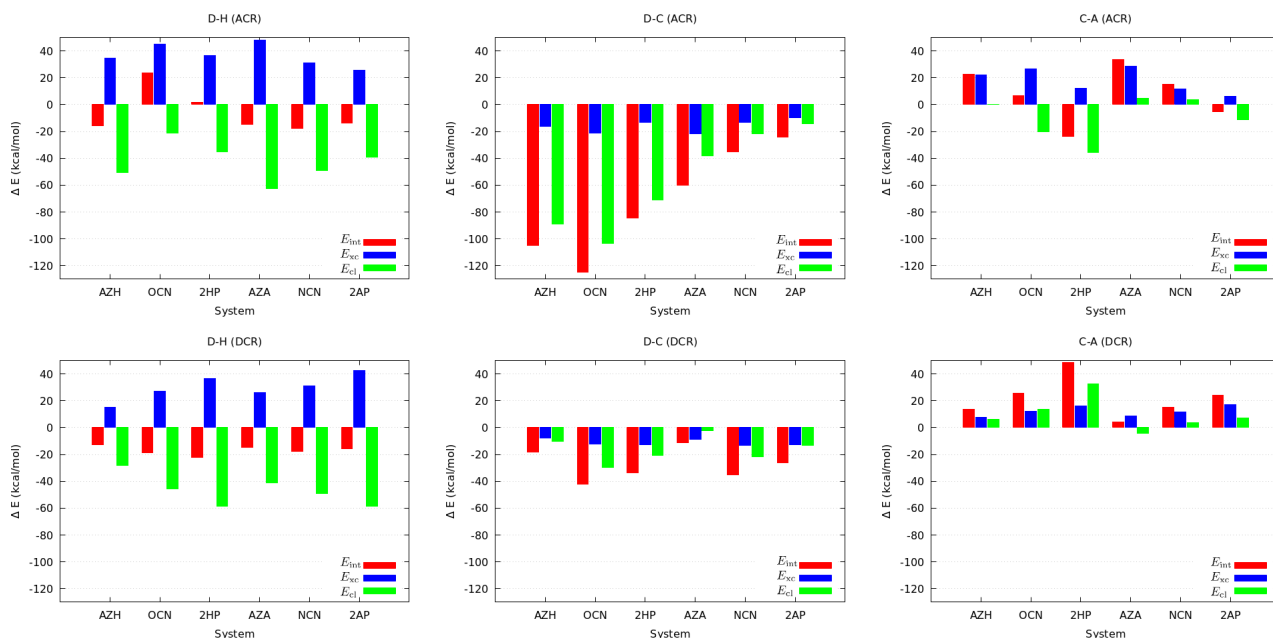 D-H (ACR)
Δ E (kcal/mol)
40
20
0
-20
-40
-60
-80
-100
-120
AZH OCN 2HP AZA NCN 2AP
System
E_int
E_xc
E_cl
D-C (ACR)
Δ E (kcal/mol)
40
20
0
-20
-40
-60
-80
-100
-120
AZH OCN 2HP AZA NCN 2AP
System
E_int
E_xc
E_cl
C-A (ACR)
Δ E (kcal/mol)
40
20
0
-20
-40
-60
-80
-100
-120
AZH OCN 2HP AZA NCN 2AP
System
E_int
E_xc
E_cl
D-H (DCR)
Δ E (kcal/mol)
40
20
0
-20
-40
-60
-80
-100
-120
AZH OCN 2HP AZA NCN 2AP
System
E_int
E_xc
E_cl
D-C (DCR)
Δ E (kcal/mol)
40
20
0
-20
-40
-60
-80
-100
-120
AZH OCN 2HP AZA NCN 2AP
System
E_int
E_xc
E_cl
C-A (DCR)
Δ E (kcal/mol)
40
20
0
-20
-40
-60
-80
-100
-120
AZH OCN 2HP AZA NCN 2AP
System
E_int
E_xc
E_cl